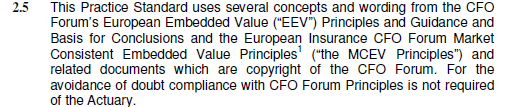 2.5 This Practice Standard uses several concepts and wording from the CFO
Forum's European Embedded Value ("EEV") Principles and Guidance and
Basis for Conclusions and the European Insurance CFO Forum Market
Consistent Embedded Value Principles¹ ("the MCEV Principles") and
related documents which are copyright of the CFO Forum. For the
avoidance of doubt compliance with CFO Forum Principles is not required
of the Actuary.